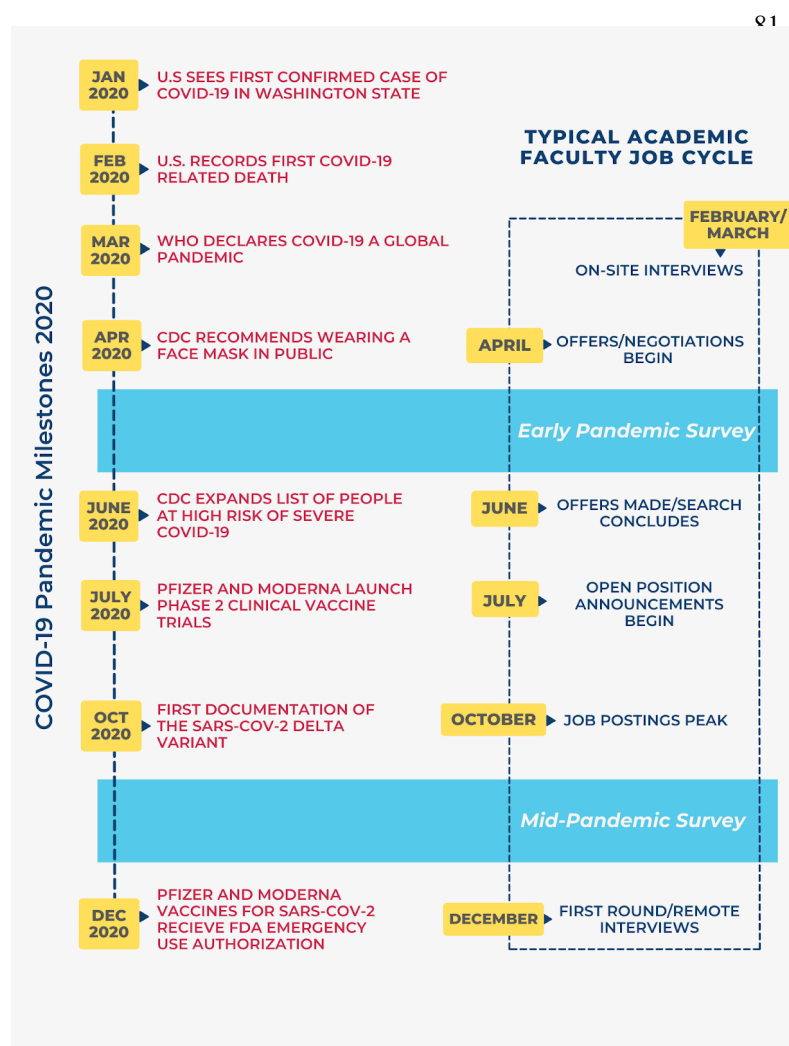 JAN
2020
U.S SEES FIRST CONFIRMED CASE OF
COVID-19 IN WASHINGTON STATE
FEB
2020
U.S. RECORDS FIRST COVID-19
RELATED DEATH
MAR
2020
WHO DECLARES COVID-19 A GLOBAL
PANDEMIC
APR
2020
CDC RECOMMENDS WEARING A
FACE MASK IN PUBLIC
COVID-19 Pandemic Milestones 2020
JUNE
2020
CDC EXPANDS LIST OF PEOPLE
AT HIGH RISK OF SEVERE
COVID-19
JULY
2020
PFIZER AND MODERNA LAUNCH
PHASE 2 CLINICAL VACCINE
TRIALS
OCT
2020
FIRST DOCUMENTATION OF
THE SARS-COV-2 DELTA
VARIANT
DEC
2020
PFIZER AND MODERNA
VACCINES FOR SARS-COV-2
RECIEVE FDA EMERGENCY
USE AUTHORIZATION
TYPICAL ACADEMIC
FACULTY JOB CYCLE
FEBRUARY/
MARCH
ON-SITE INTERVIEWS
APRIL
OFFERS/NEGOTIATIONS
BEGIN
Early Pandemic Survey
JUNE
OFFERS MADE/SEARCH
CONCLUDES
JULY
OPEN POSITION
ANNOUNCEMENTS
BEGIN
OCTOBER
JOB POSTINGS PEAK
Mid-Pandemic Survey
DECEMBER
FIRST ROUND/REMOTE
INTERVIEWS